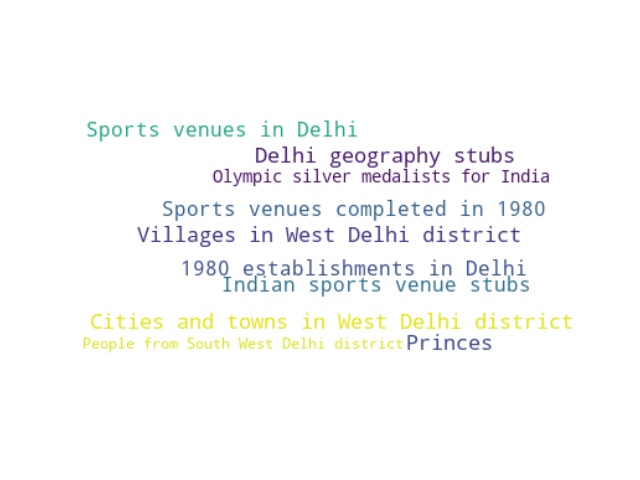 Sports venues in Delhi
Delhi geography stubs
Olympic silver medalists for India
Sports venues completed in 1980
Villages in West Delhi district
1980 establishments in Delhi
Indian sports venue stubs
Cities and towns in West Delhi district
People from South West Delhi district
Princes